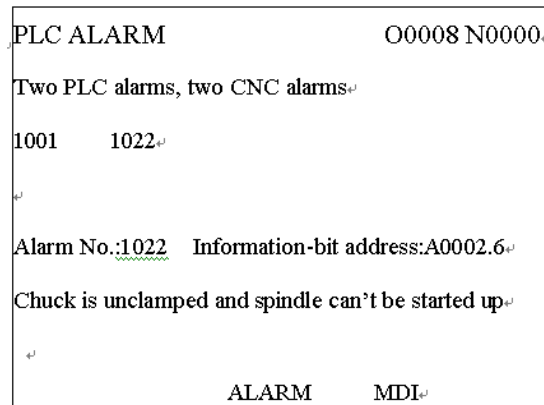 PLC ALARM O0008 N0000
Two PLC alarms, two CNC alarms
1001 1022
Alarm No.:1022 Information-bit address:A0002.6
Chuck is unclamped and spindle can't be started up
ALARM MDI